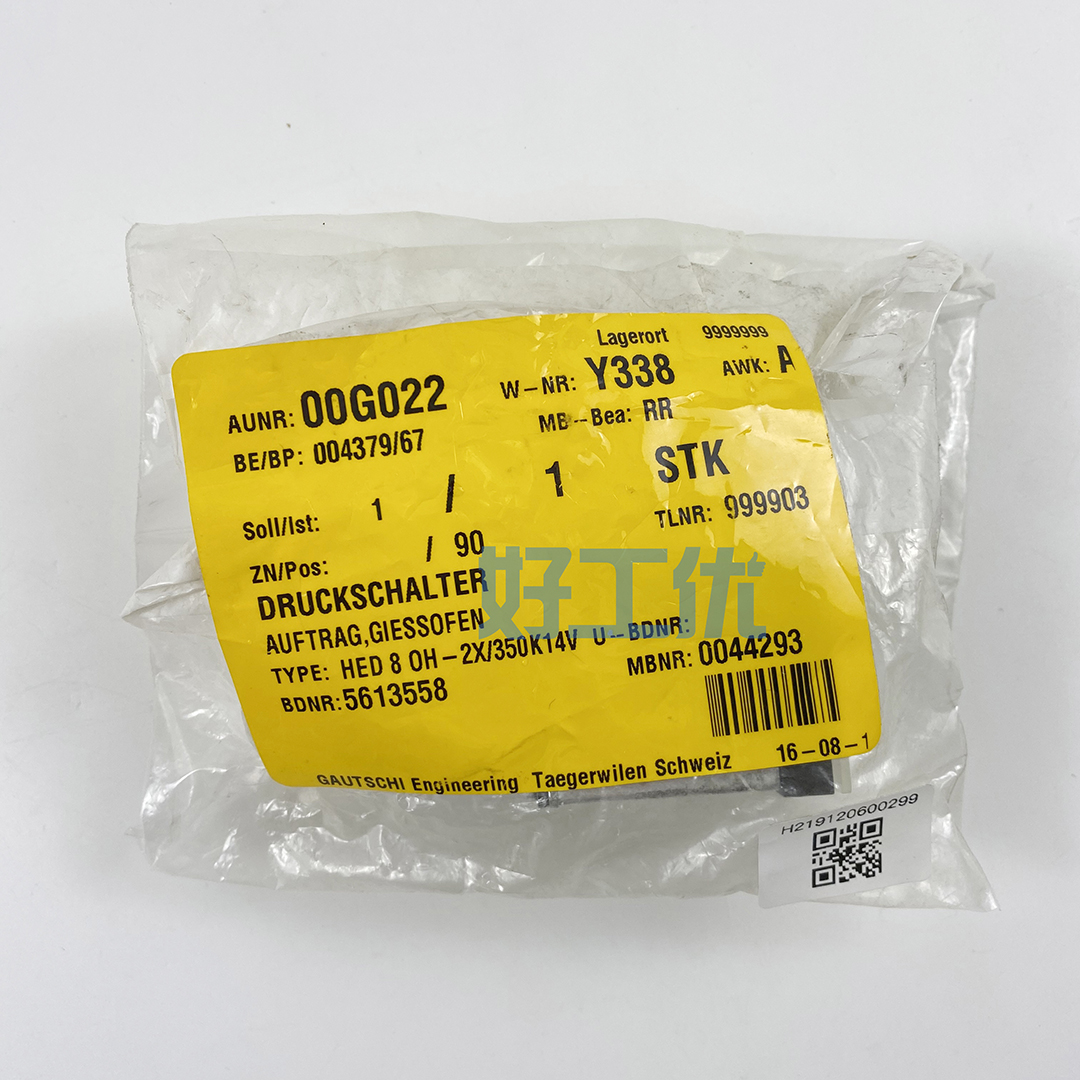 Lagerort 9999999
AUNR: 00G022 W-NR: Y338 AWK: A
BE/BP: 004379/67 MB--Bea: RR
Soll/Ist: 1 / 1 STK
ZN/Pos: / 90 TLNR: 999903
DRUCKSCHALTER
AUFTRAG,GIESSOFEN
TYPE: HED 8 OH-2X/350K14V U--BDNR:
BDNR:5613558 MBNR: 0044293
GAUTSCHI Engineering Taegerwilen Schweiz 16-08-1
好工优
H219120600299